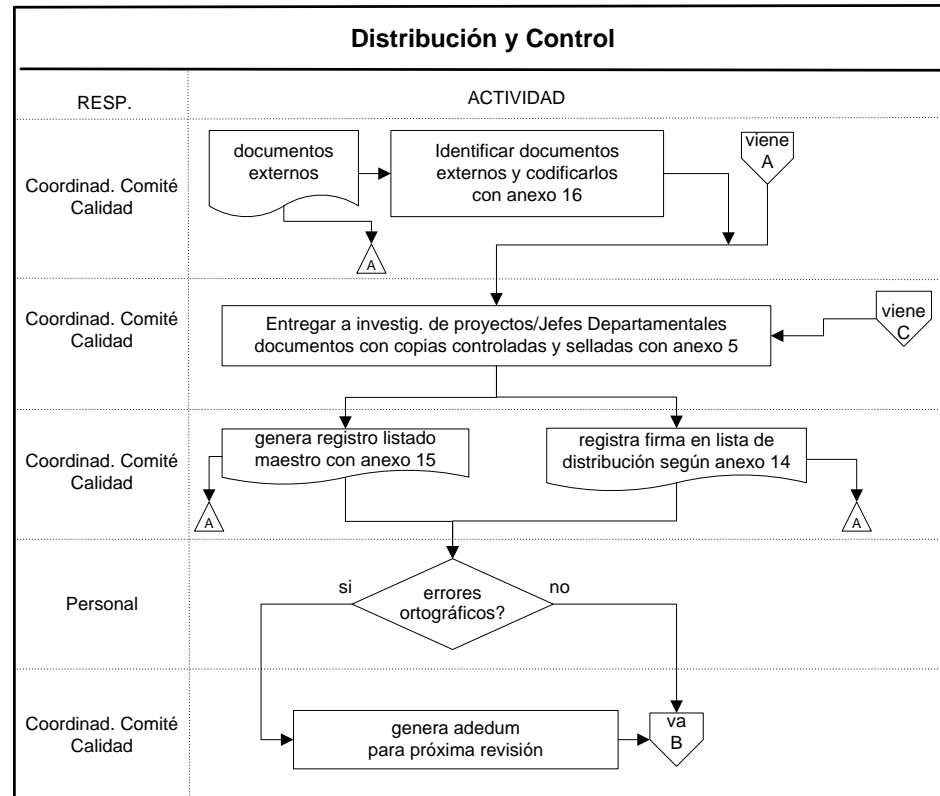 Distribución y Control
RESP.
ACTIVIDAD
Coordinad. Comité
Calidad
documentos
externos
Identificar documentos
externos y codificarlos
con anexo 16
viene
A
A
Coordinad. Comité
Calidad
Entregar a investig. de proyectos/Jefes Departamentales
documentos con copias controladas y selladas con anexo 5
viene
C
Coordinad. Comité
Calidad
genera registro listado
maestro con anexo 15
registra firma en lista de
distribución según anexo 14
A
A
Personal
si
errores
ortográficos?
no
Coordinad. Comité
Calidad
genera adedum
para próxima revisión
va
B